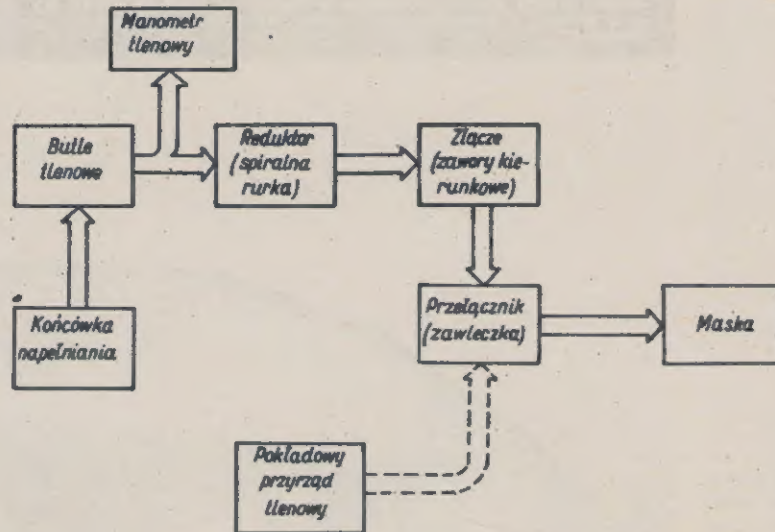 Manometr
tlenowy
Butle
tlenowe
Reduktor
(spiralna
rurka)
Złącze
(zawory kie-
runkowe)
Końcówka
napełniania
Przełącznik
(zawleczka)
Maska
Pokładowy
przyrząd
tlenowy